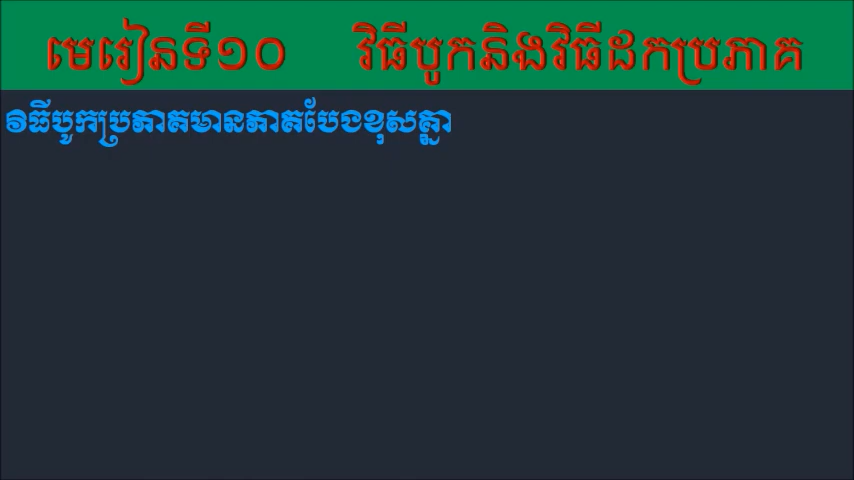 មេរៀនទី១០ វិធីបូកនិងវិធីដកប្រភាគ
វិធីបូកប្រភាគមានភាគបែងខុសគ្នា